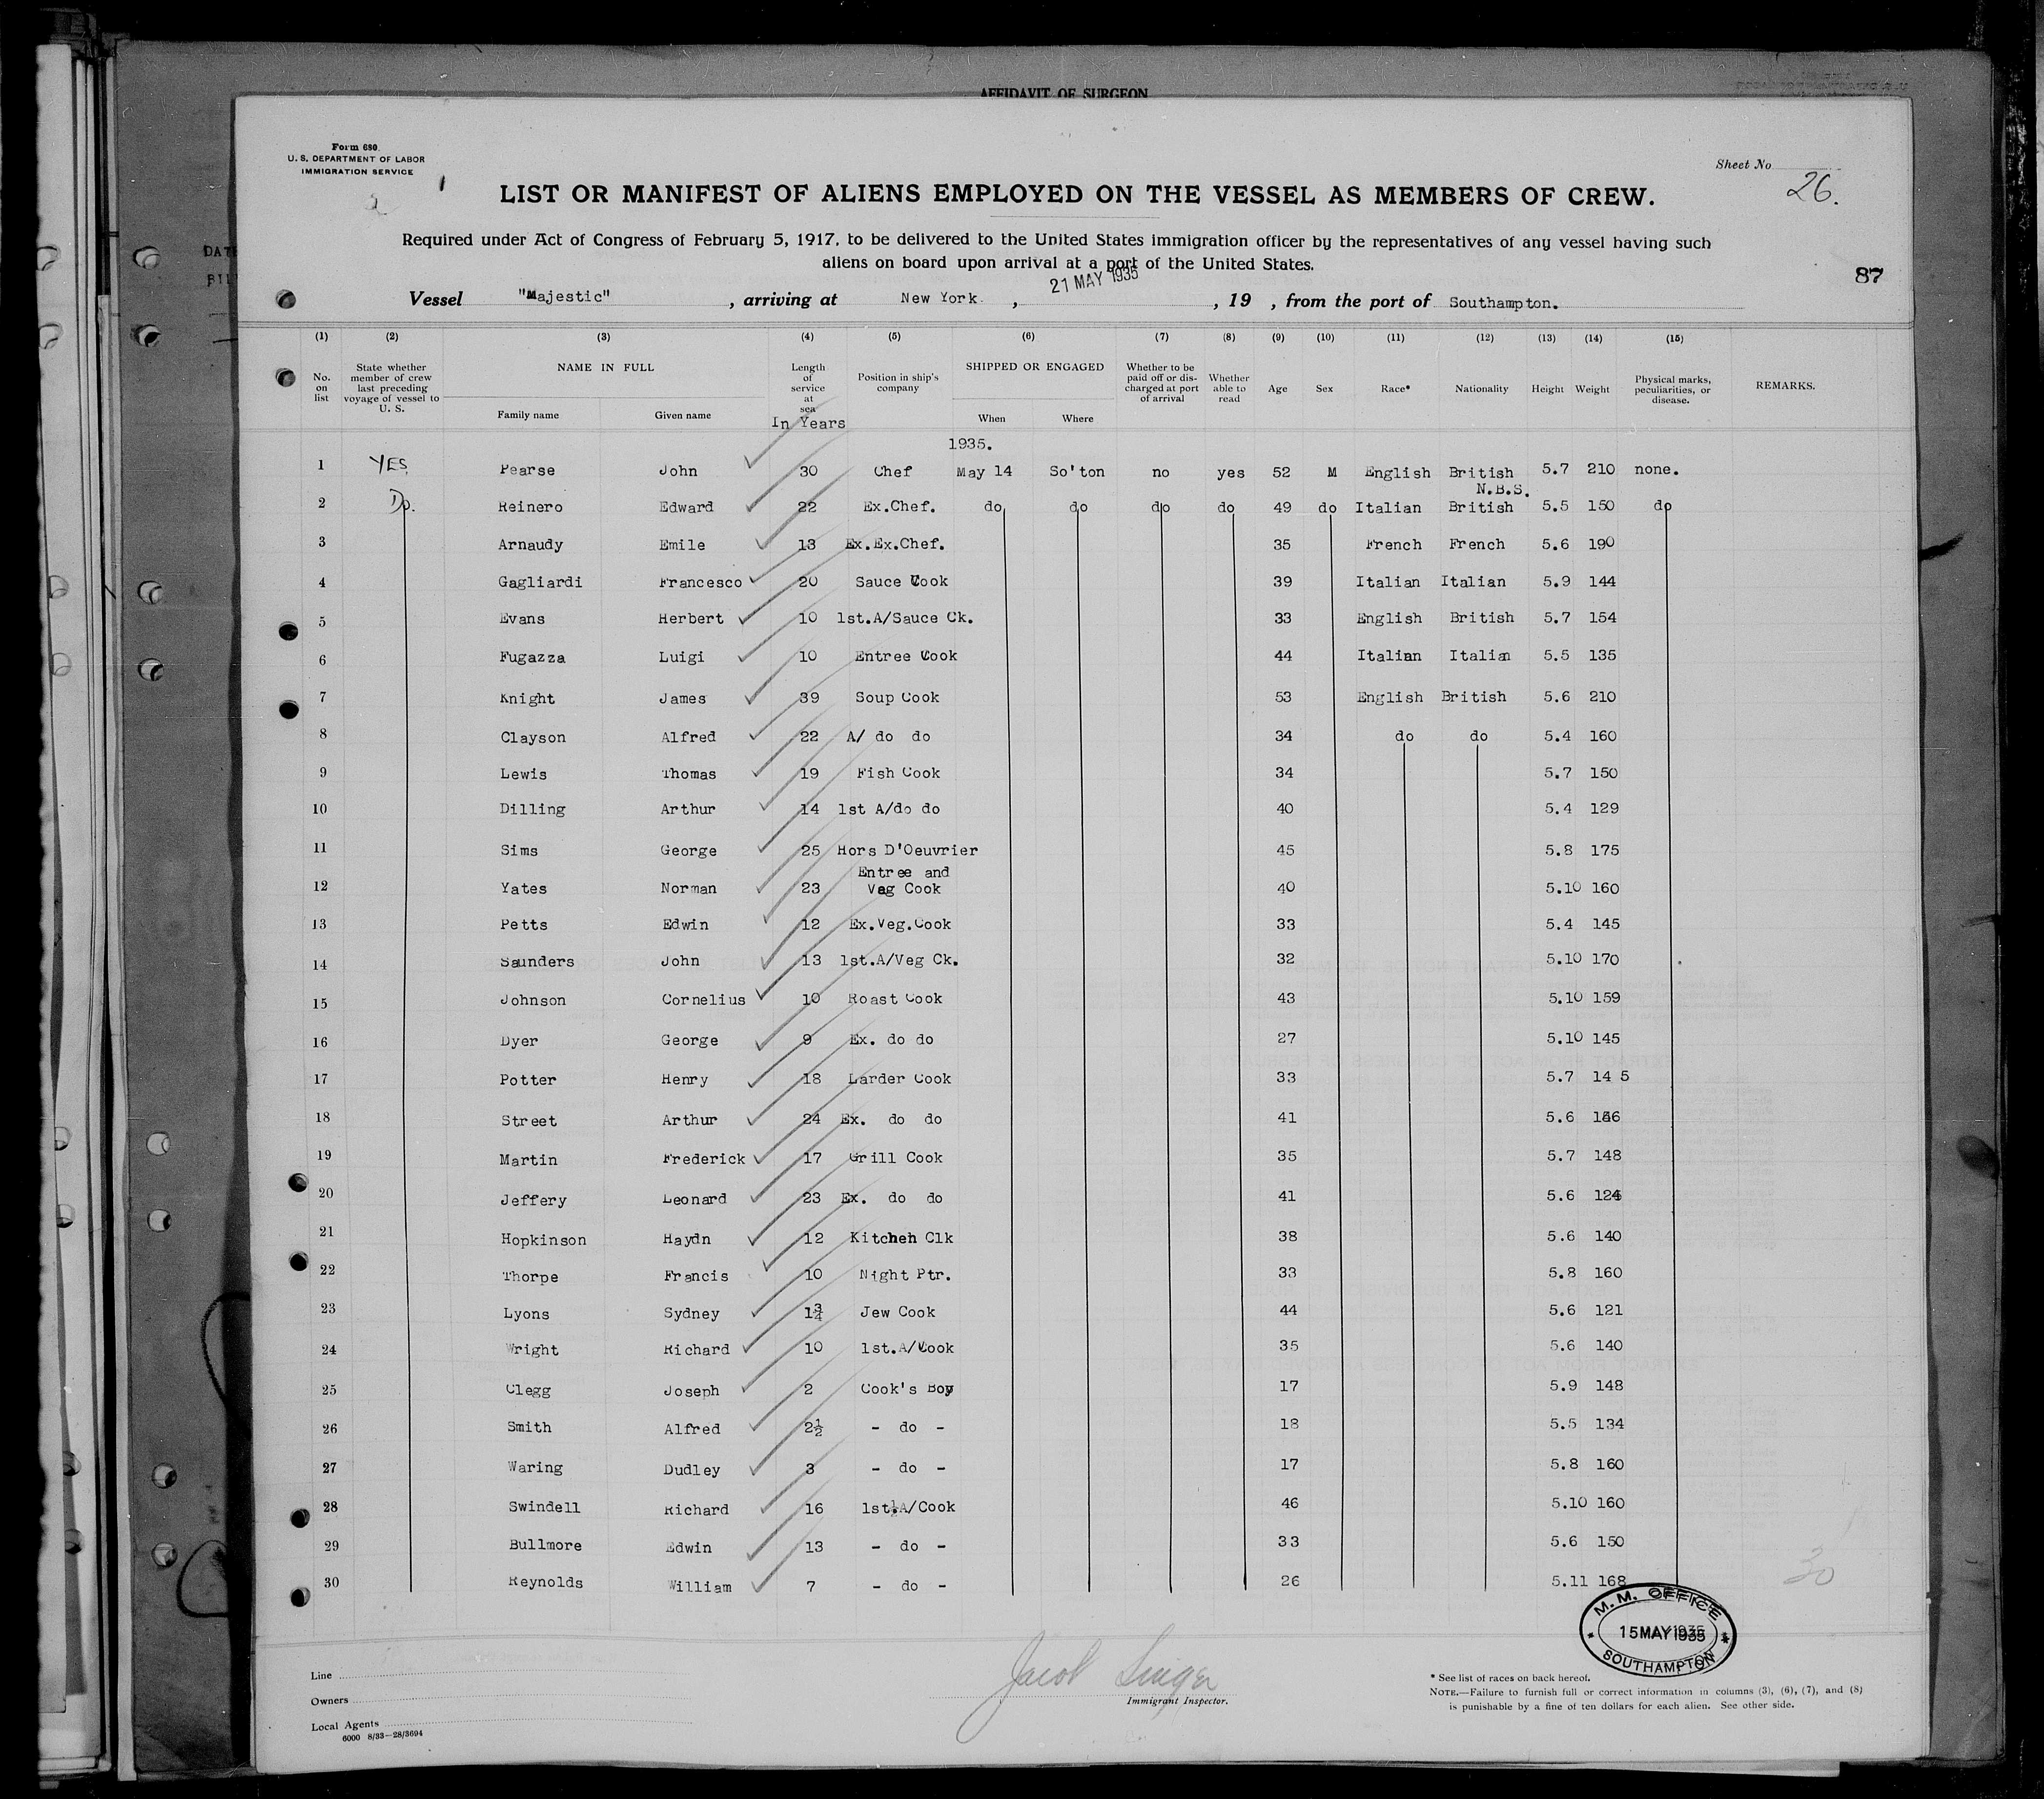 AFFIDAVIT OF SURGEON
Form 680
U. S. DEPARTMENT OF LABOR
IMMIGRATION SERVICE
Sheet No
26.
LIST OR MANIFEST OF ALIENS EMPLOYED ON THE VESSEL AS MEMBERS OF CREW.
Required under Act of Congress of February 5, 1917, to be delivered to the United States immigration officer by the representatives of any vessel having such
aliens on board upon arrival at a port of the United States.
87
21 MAY 1935
Vessel "Majestic", arriving at New York, , 19 , from the port of Southampton.
(1) (2) (3) (4) (5) (6) (7) (8) (9) (10) (11) (12) (13) (14) (15)
No. on list State whether member of crew last preceding voyage of vessel to U. S. NAME IN FULL Family name Given name Length of service at sea In Years Position in ship's company SHIPPED OR ENGAGED When Where Whether to be paid off or discharged at port of arrival Whether able to read Age Sex Race* Nationality Height Weight Physical marks, peculiarities, or disease. REMARKS.
1935.
1 YES Pearse John 30 Chef May 14 So'ton no yes 52 M English British 5.7 210 none.
N.B.S.
2 Do. Reinero Edward 22 Ex.Chef. do do do do 49 do Italian British 5.5 150 do
3 Arnaudy Emile 13 Ex.Ex.Chef. 35 French French 5.6 190
4 Gagliardi Francesco 20 Sauce Cook 39 Italian Italian 5.9 144
5 Evans Herbert 10 1st.A/Sauce Ck. 33 English British 5.7 154
6 Fugazza Luigi 10 Entree Cook 44 Italian Italian 5.5 135
7 Knight James 39 Soup Cook 53 English British 5.6 210
8 Clayson Alfred 22 A/ do do 34 do do 5.4 160
9 Lewis Thomas 19 Fish Cook 34 5.7 150
10 Dilling Arthur 14 1st A/do do 40 5.4 129
11 Sims George 25 Hors D'Oeuvrier 45 5.8 175
Entree and
12 Yates Norman 23 Veg Cook 40 5.10 160
13 Petts Edwin 12 Ex.Veg.Cook 33 5.4 145
14 Saunders John 13 1st.A/Veg Ck. 32 5.10 170
15 Johnson Cornelius 10 Roast Cook 43 5.10 159
16 Dyer George 9 Ex. do do 27 5.10 145
17 Potter Henry 18 Larder Cook 33 5.7 14 5
18 Street Arthur 24 Ex. do do 41 5.6
19 Martin Frederick 17 Grill Cook 35 5.7 148
20 Jeffery Leonard 23 Ex. do do 41 5.6
21 Hopkinson Haydn 12 Kitchen Clk 38 5.6 140
22 Thorpe Francis 10 Night Ptr. 33 5.8 160
23 Lyons Sydney 1¾ Jew Cook 44 5.6 121
24 Wright Richard 10 1st.A/Cook 35 5.6 140
25 Clegg Joseph 2 Cook's Boy 17 5.9 148
26 Smith Alfred 2½ - do - 18 5.5 134
27 Waring Dudley 3 - do - 17 5.8 160
28 Swindell Richard 16 1st.A/Cook 46 5.10 160
29 Bullmore Edwin 13 - do - 33 5.6 150
30 Reynolds William 7 - do - 26 5.11 168
30
M. M. OFFICE
15 MAY 1935
SOUTHAMPTON
Line
Owners
Local Agents
6000 8/33—28/3694
Jacob Singer
Immigrant Inspector.
* See list of races on back hereof.
NOTE.—Failure to furnish full or correct information in columns (3), (6), (7), and (8)
is punishable by a fine of ten dollars for each alien. See other side.